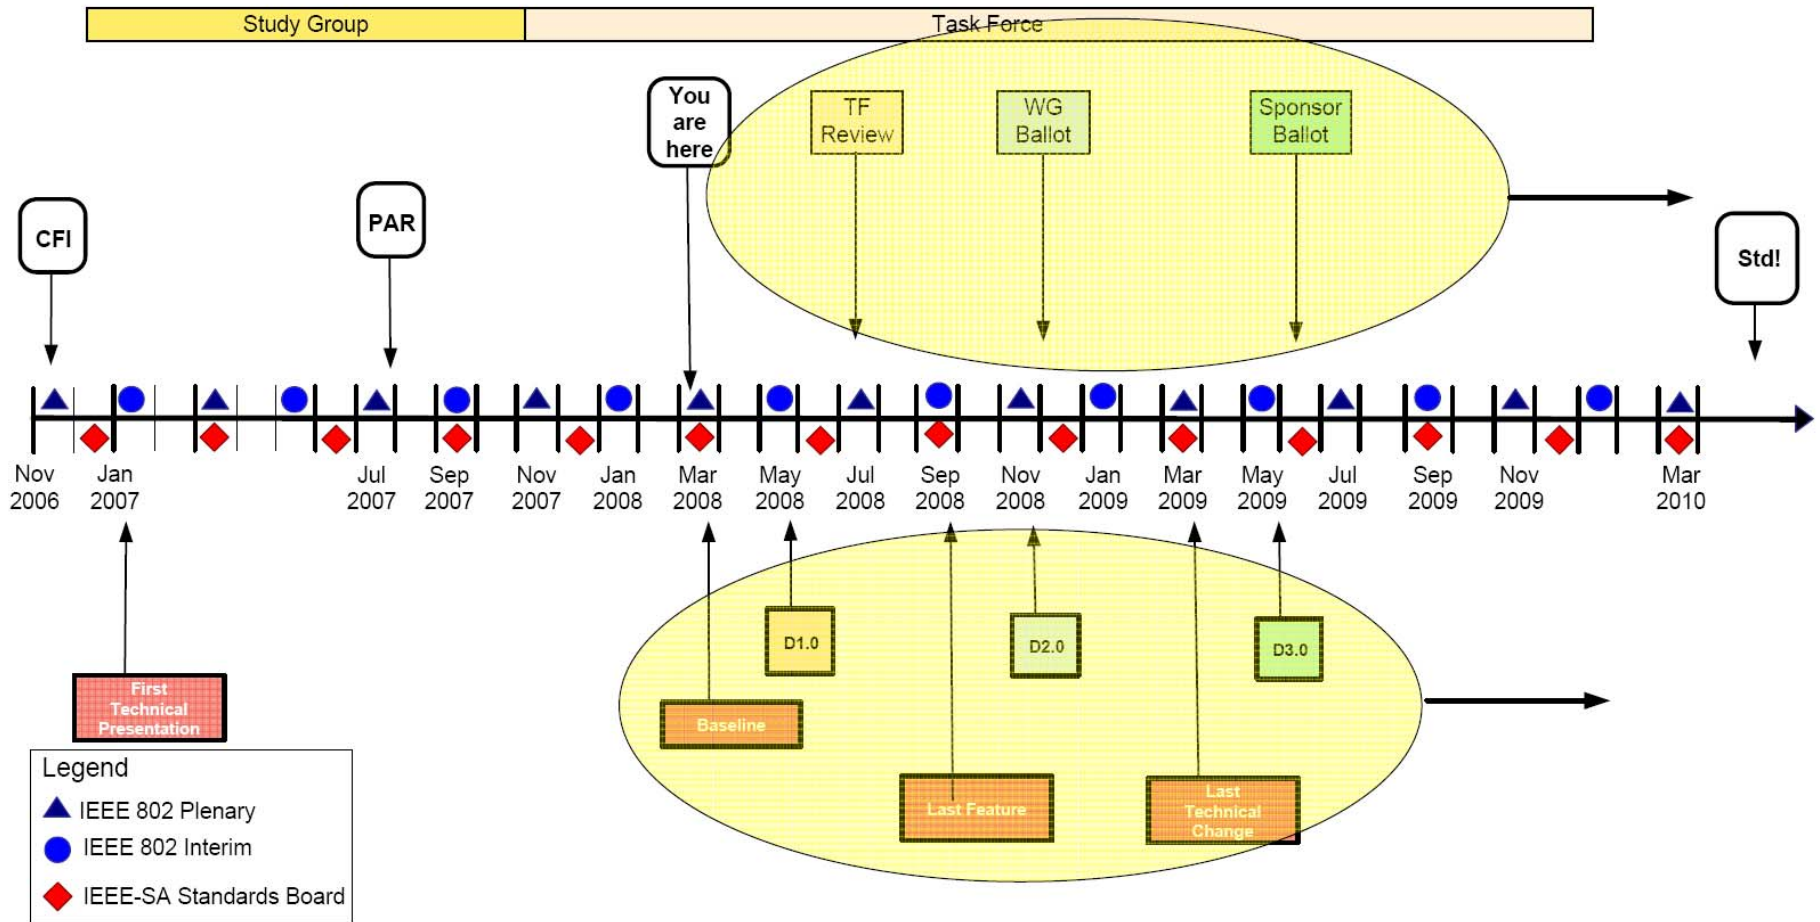 Study Group
Task Force
You
are
here
TF
Review
WG
Ballot
Sponsor
Ballot
CFI
PAR
Std!
Nov
2006
Jan
2007
Jul
2007
Sep
2007
Nov
2007
Jan
2008
Mar
2008
May
2008
Jul
2008
Sep
2008
Nov
2008
Jan
2009
Mar
2009
May
2009
Jul
2009
Sep
2009
Nov
2009
Mar
2010
D1.0
D2.0
D3.0
First
Technical
Presentation
Baseline
Last Feature
Last
Technical
Change
Legend
IEEE 802 Plenary
IEEE 802 Interim
IEEE-SA Standards Board